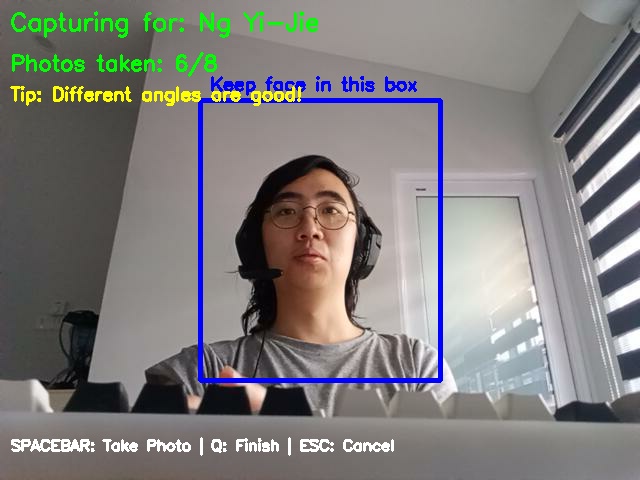 Capturing for: Ng Yi-Jie
Photos taken: 6/8
Keep face in this box
Tip: Different angles are good!
SPACEBAR: Take Photo | Q: Finish | ESC: Cancel